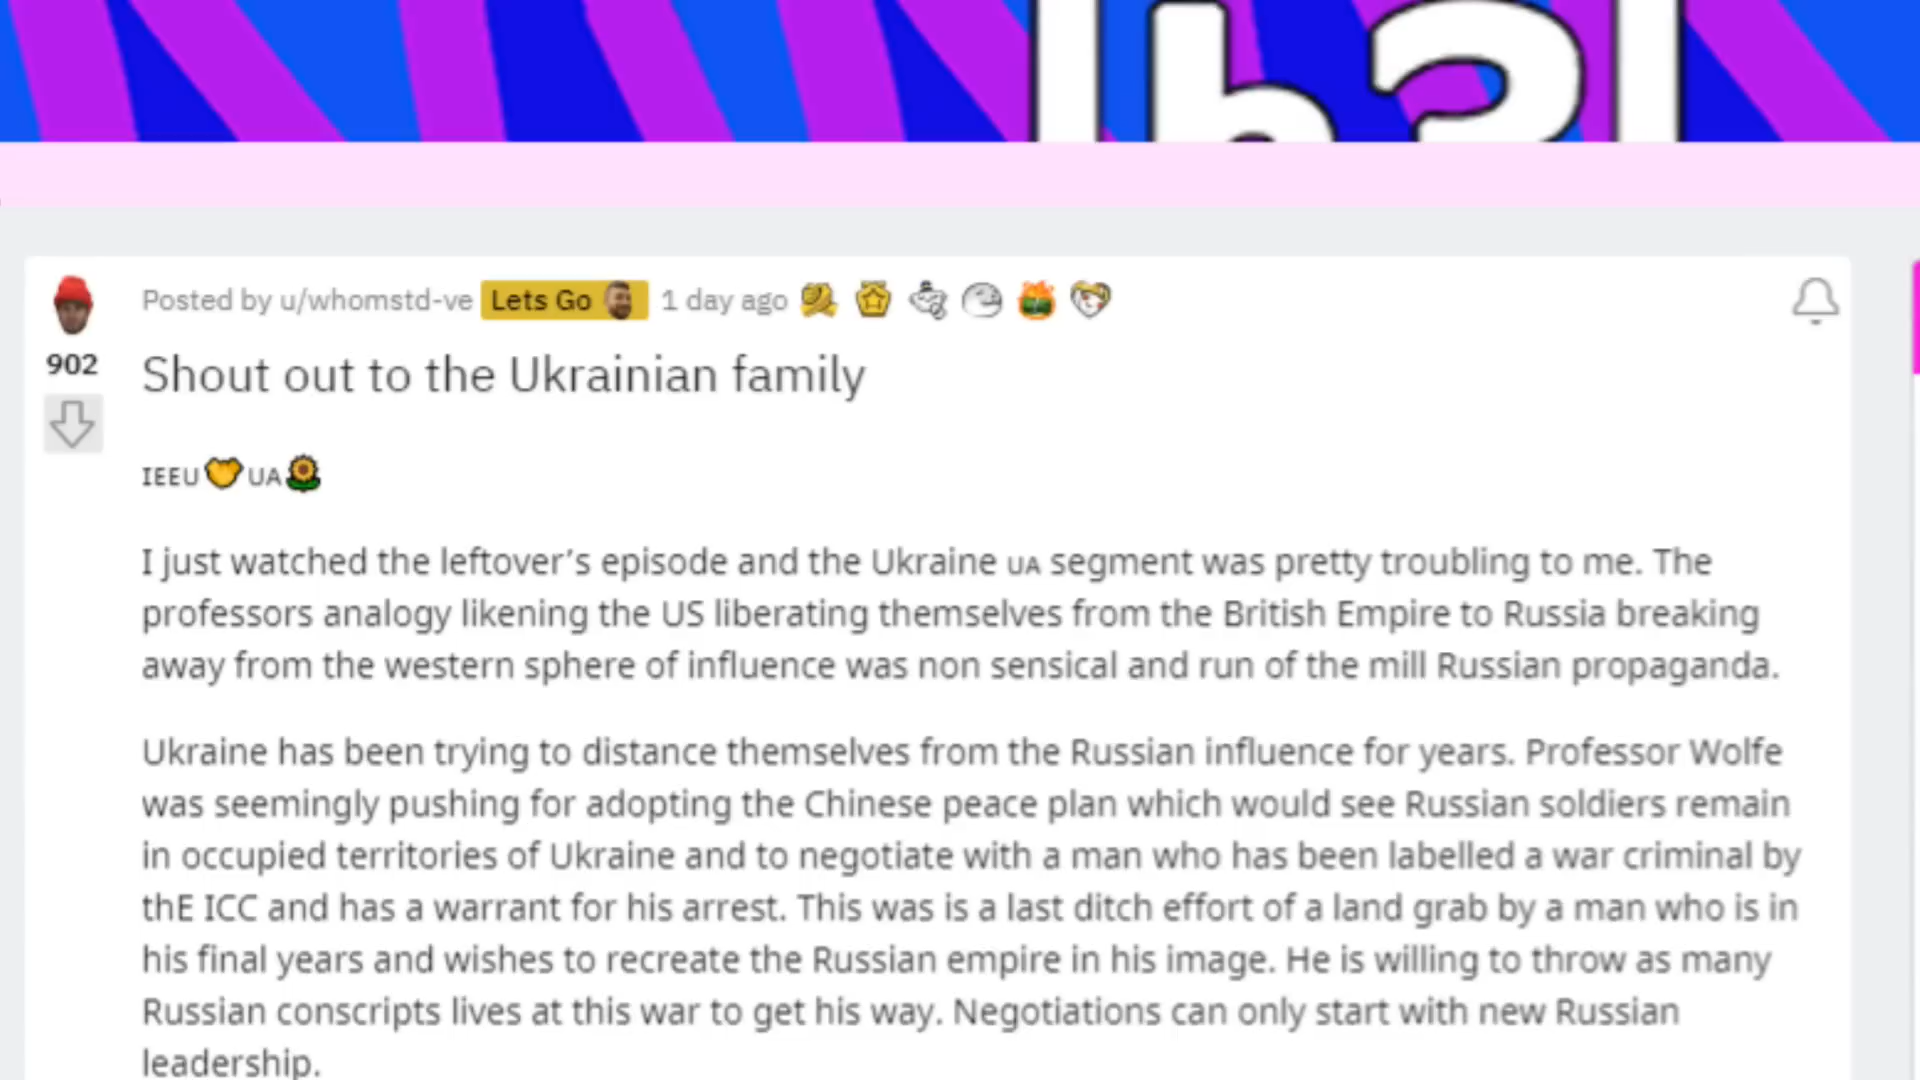 h3
Posted by u/whomstd-ve Lets Go 1 day ago
902
Shout out to the Ukrainian family
IEEU UA
I just watched the leftover’s episode and the Ukraine UA segment was pretty troubling to me. The
professors analogy likening the US liberating themselves from the British Empire to Russia breaking
away from the western sphere of influence was non sensical and run of the mill Russian propaganda.
Ukraine has been trying to distance themselves from the Russian influence for years. Professor Wolfe
was seemingly pushing for adopting the Chinese peace plan which would see Russian soldiers remain
in occupied territories of Ukraine and to negotiate with a man who has been labelled a war criminal by
thE ICC and has a warrant for his arrest. This was is a last ditch effort of a land grab by a man who is in
his final years and wishes to recreate the Russian empire in his image. He is willing to throw as many
Russian conscripts lives at this war to get his way. Negotiations can only start with new Russian
leadership.